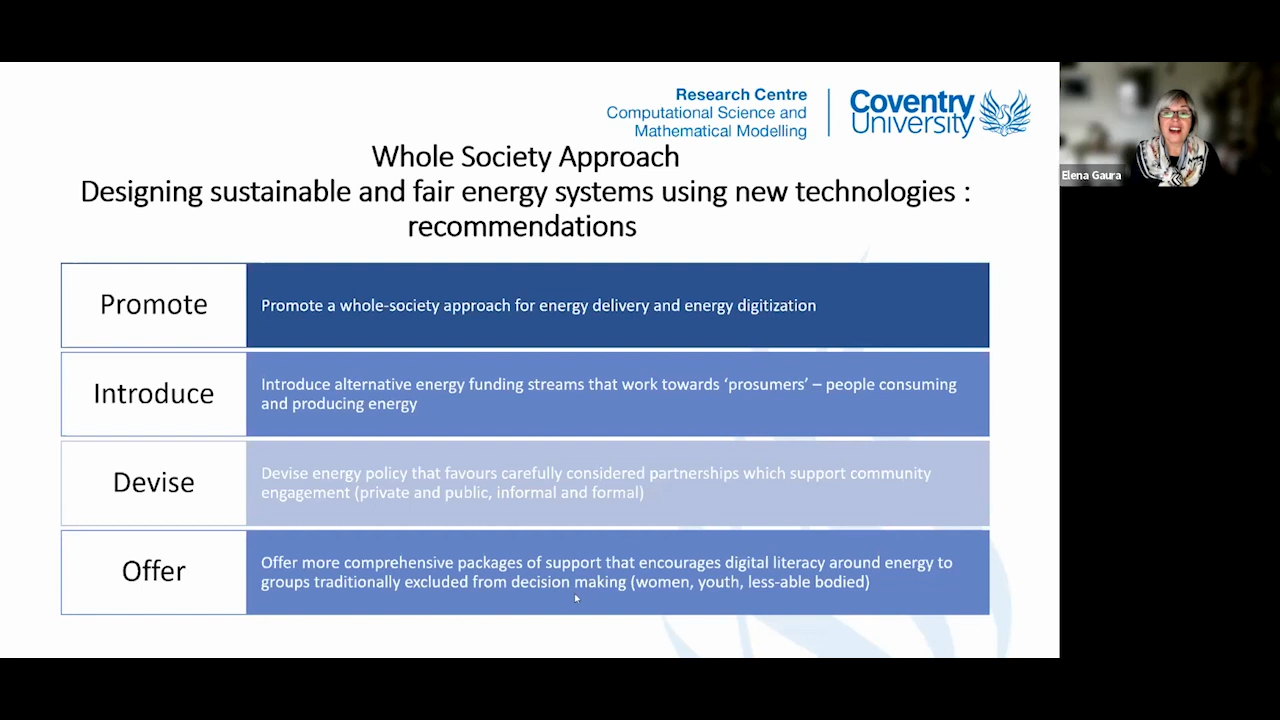 Research Centre
Computational Science and
Mathematical Modelling
Coventry
University
Elena Gaura
Whole Society Approach
Designing sustainable and fair energy systems using new technologies :
recommendations
Promote
Promote a whole-society approach for energy delivery and energy digitization
Introduce
Introduce alternative energy funding streams that work towards ‘prosumers’ – people consuming
and producing energy
Devise
Devise energy policy that favours carefully considered partnerships which support community
engagement (private and public, informal and formal)
Offer
Offer more comprehensive packages of support that encourages digital literacy around energy to
groups traditionally excluded from decision making (women, youth, less-able bodied)